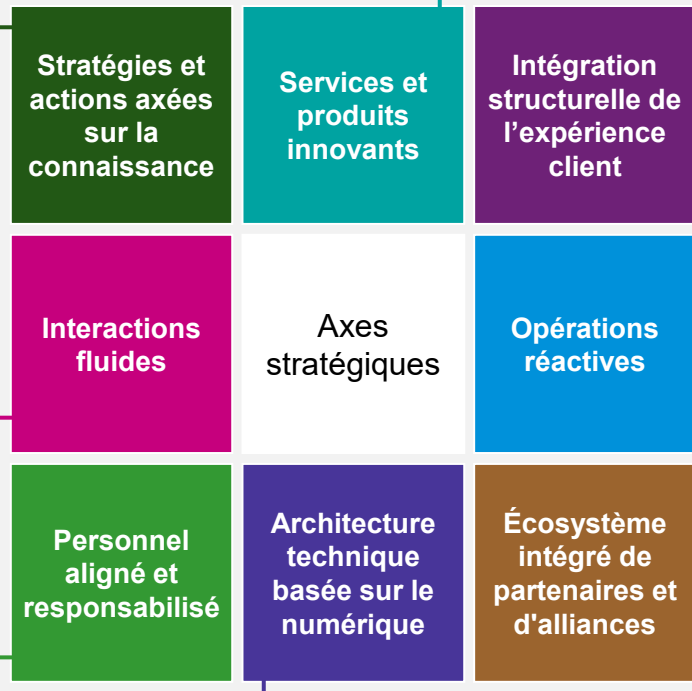 Stratégies et
actions axées
sur la
connaissance
Services et
produits
innovants
Intégration
structurelle de
l’expérience
client
Interactions
fluides
Axes
stratégiques
Opérations
réactives
Personnel
aligné et
responsabilisé
Architecture
technique
basée sur le
numérique
Écosystème
intégré de
partenaires et
d'alliances